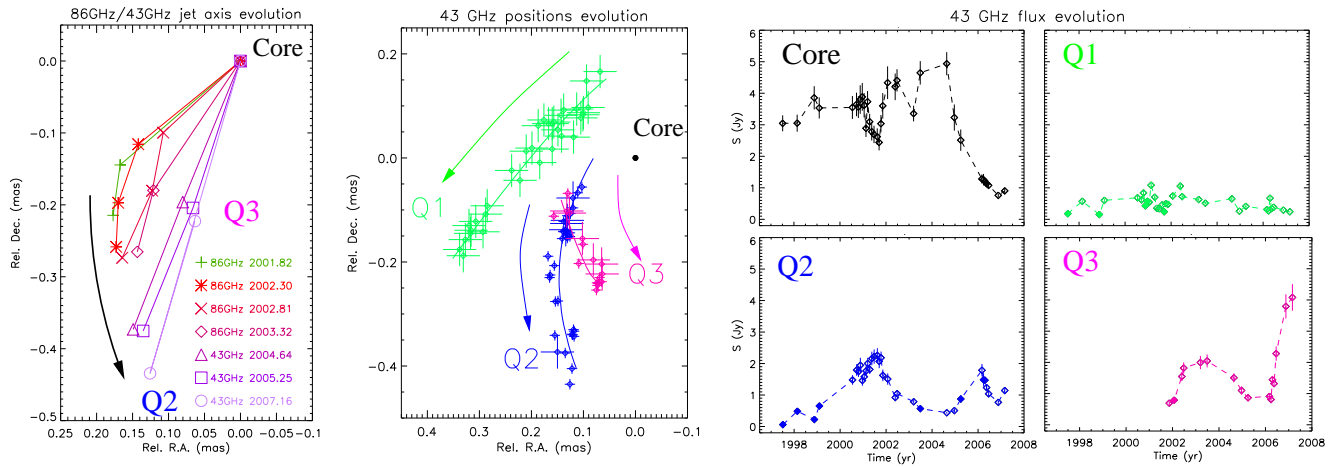 86GHz/43GHz jet axis evolution
Core
0.0
-0.1
-0.2
-0.3
-0.4
-0.5
Rel. Dec. (mas)
Q3
Q2
86GHz 2001.82
86GHz 2002.30
86GHz 2002.81
86GHz 2003.32
43GHz 2004.64
43GHz 2005.25
43GHz 2007.16
0.25 0.20 0.15 0.10 0.05 0.00
Rel. R.A. (mas)
43 GHz positions evolution
0.2
0.0
-0.2
-0.4
Rel. Dec. (mas)
Core
Q1
Q3
Q2
0.4 0.3 0.2 0.1 0.0 -0.1
Rel. R.A. (mas)
43 GHz flux evolution
Core
6
5
4
3
2
1
0
S (Jy)
Q1
Q2
6
5
4
3
2
1
0
S (Jy)
1998 2000 2002 2004 2006 2008
Time (yr)
Q3
1998 2000 2002 2004 2006 2008
Time (yr)